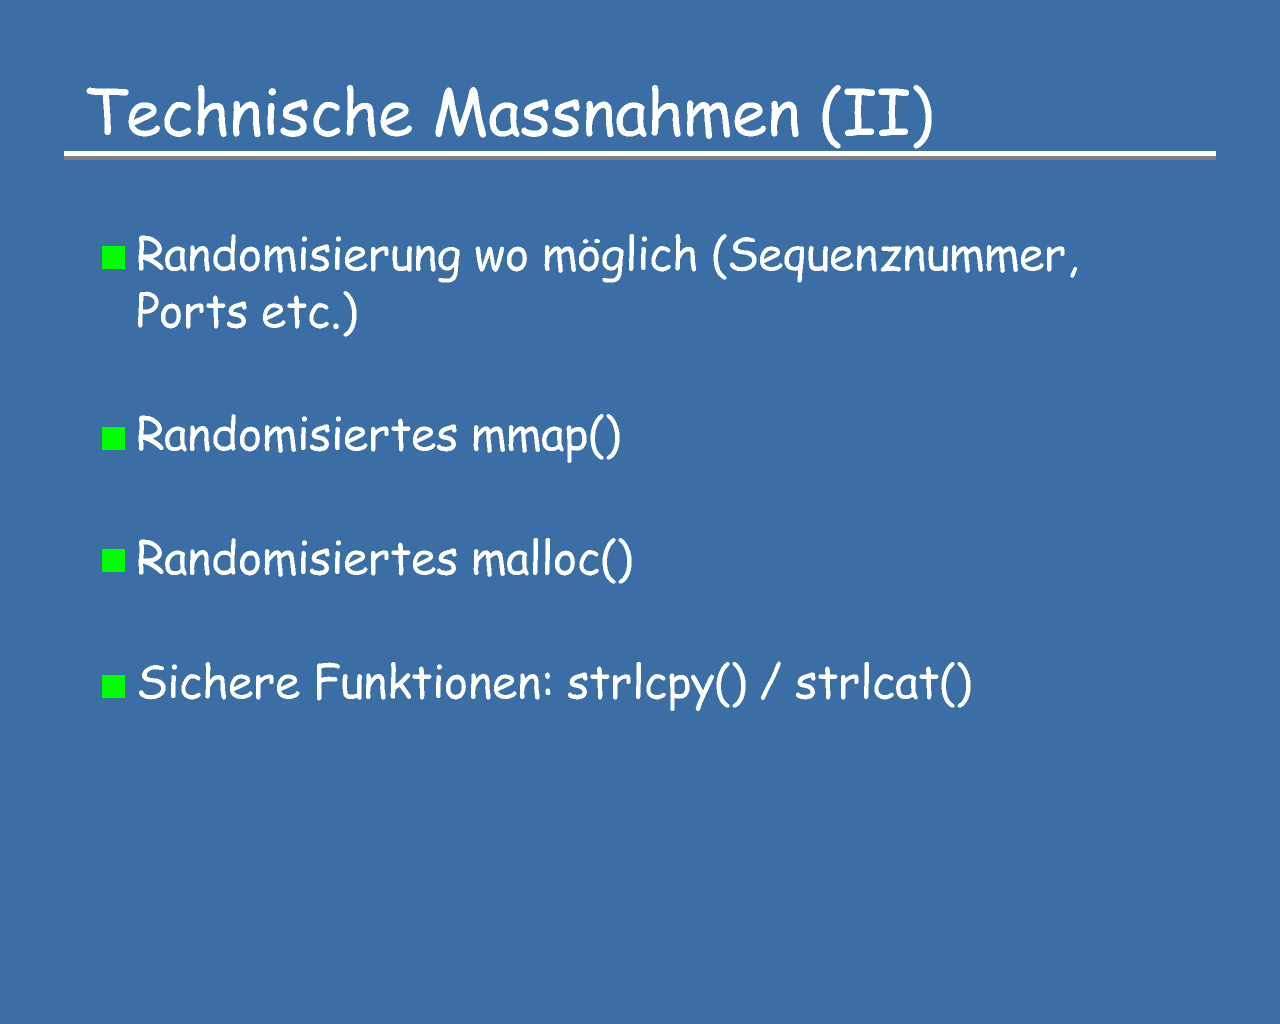 Technische Massnahmen (II)
Randomisierung wo möglich (Sequenznummer,
Ports etc.)
Randomisiertes mmap()
Randomisiertes malloc()
Sichere Funktionen: strlcpy() / strlcat()